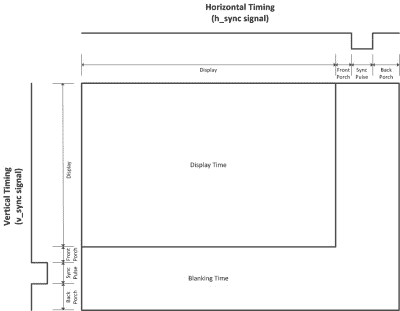 Horizontal Timing
(h_sync signal)
Display
Front
Porch
Sync
Pulse
Back
Porch
Vertical Timing
(v_sync signal)
Display
Display Time
Front
Porch
Sync
Pulse
Back
Porch
Blanking Time